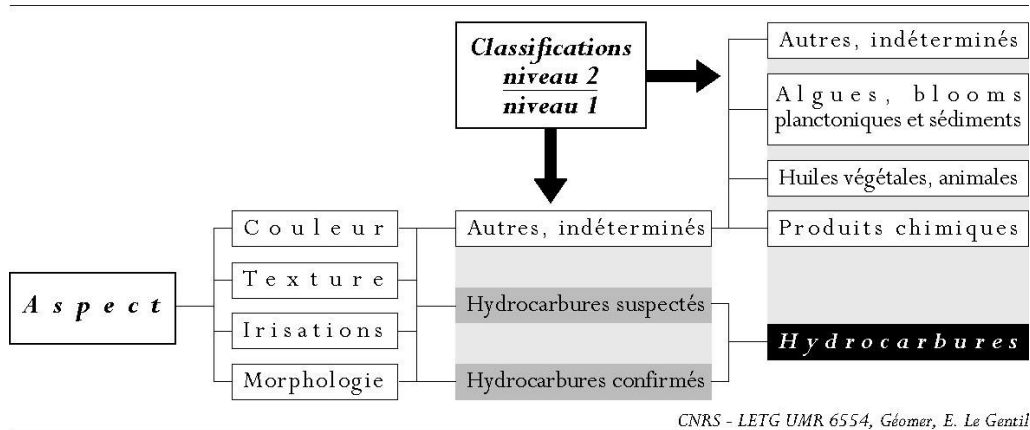 Classifications
niveau 2
niveau 1
Autres, indéterminés
Algues, blooms
planctoniques et sédiments
Huiles végétales, animales
Produits chimiques
Hydrocarbures
Aspect
Couleur
Texture
Irisations
Morphologie
Autres, indéterminés
Hydrocarbures suspectés
Hydrocarbures confirmés
CNRS - LETG UMR 6554, Géomer, E. Le Gentil